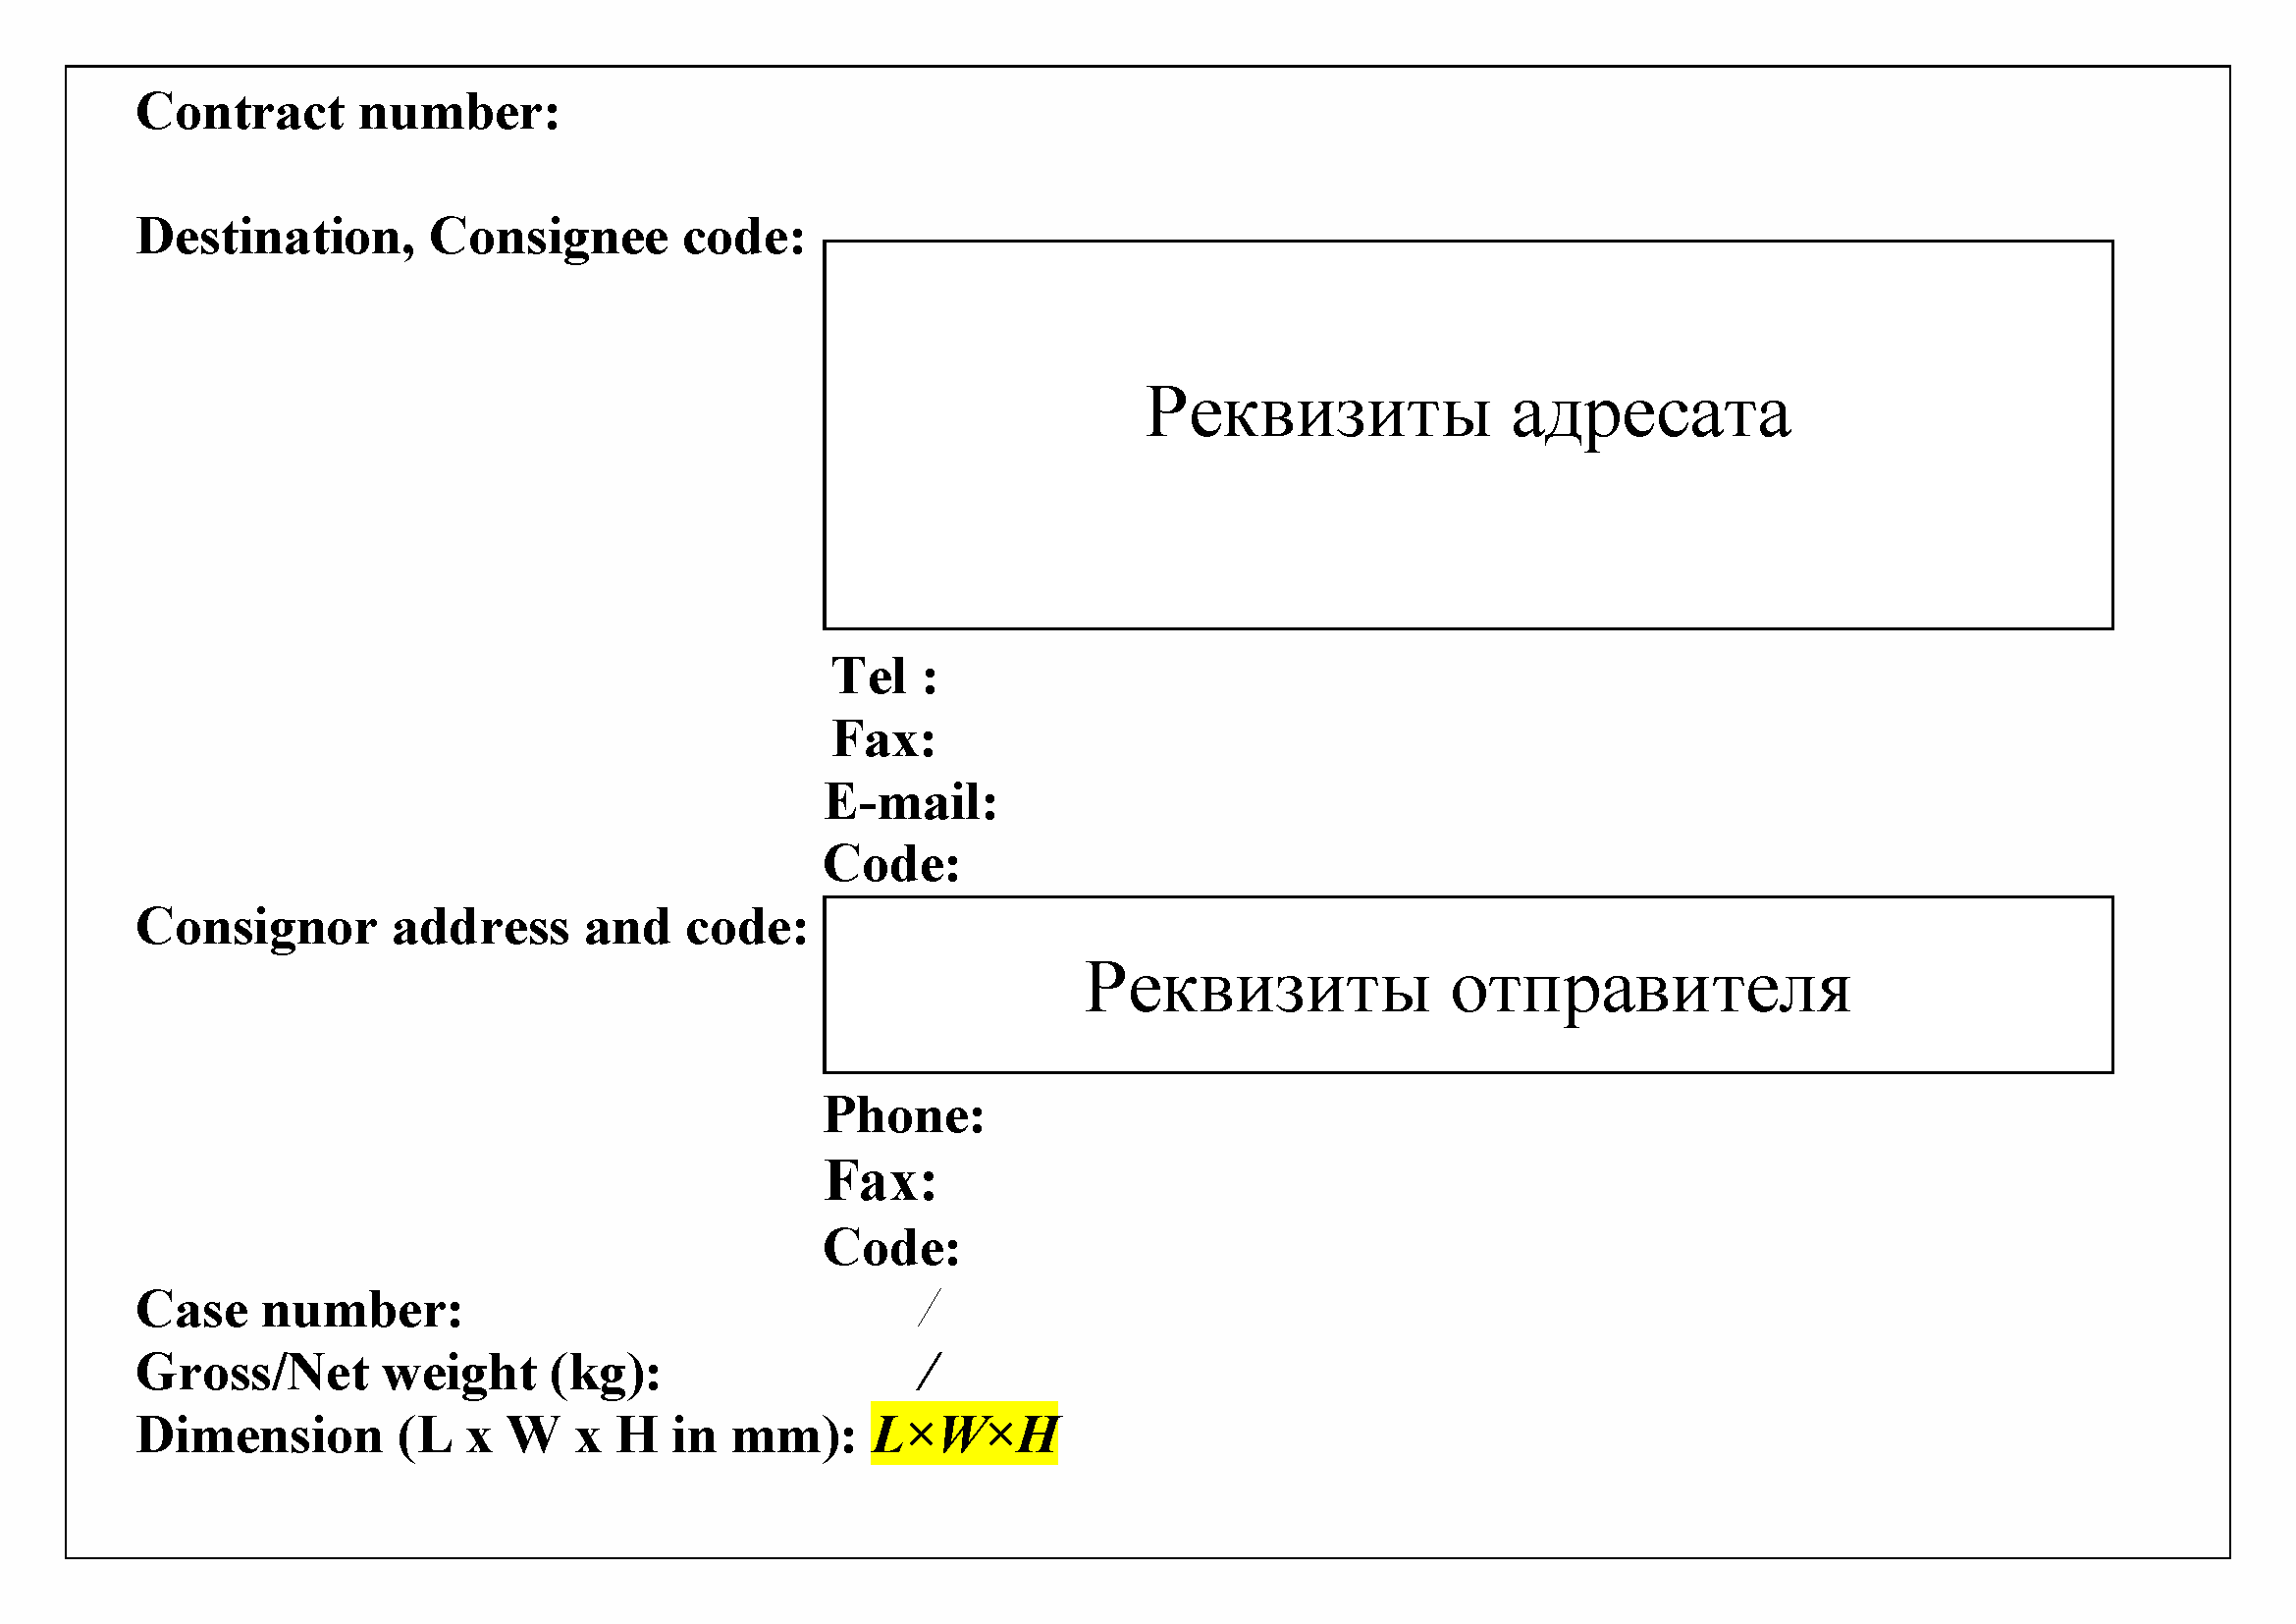 Contract number:
Destination, Consignee code:
Реквизиты адресата
Tel :
Fax:
E-mail:
Code:
Consignor address and code:
Реквизиты отправителя
Phone:
Fax:
Code:
Case number: /
Gross/Net weight (kg): /
Dimension (L x W x H in mm): L×W×H